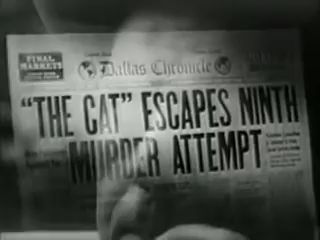 FINAL
MARKETS
Dallas Chronicle
"THE CAT" ESCAPES NINTH
MURDER ATTEMPT